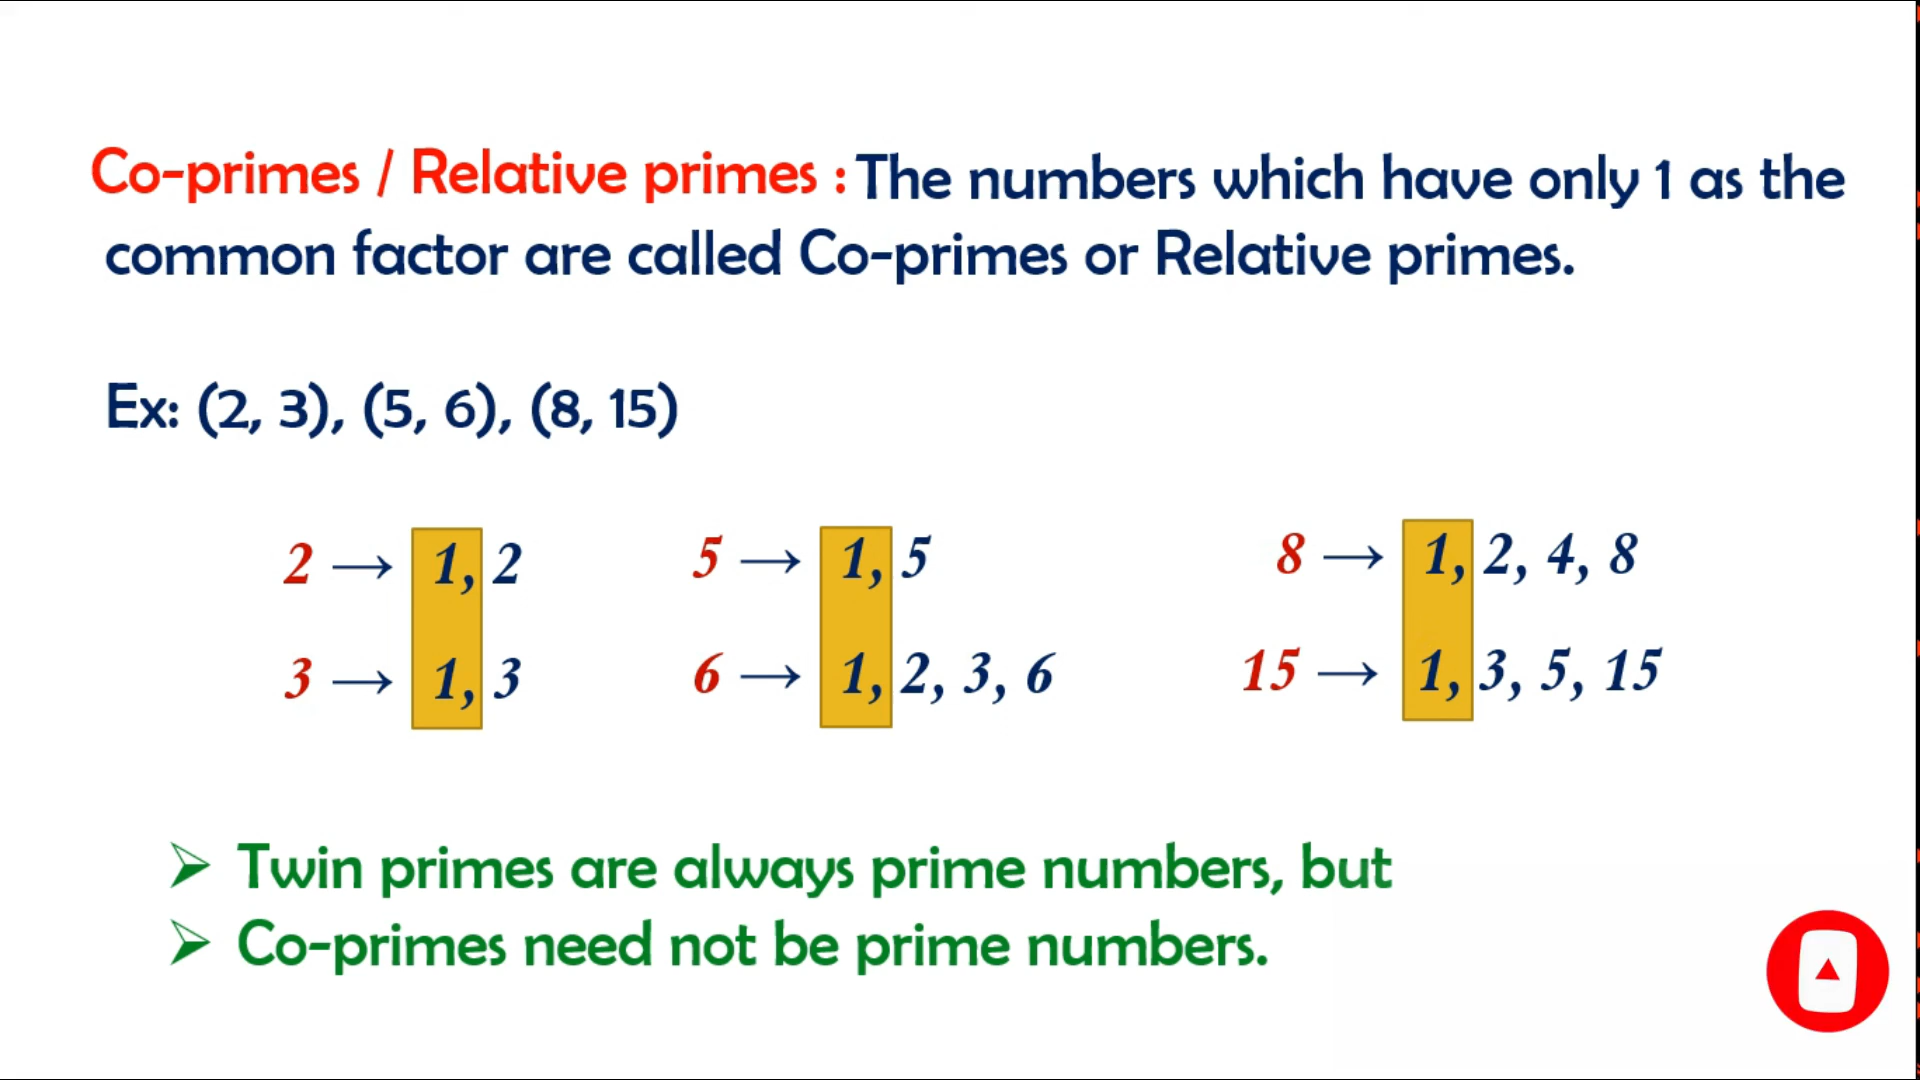 Co-primes / Relative primes : The numbers which have only 1 as the
common factor are called Co-primes or Relative primes.
Ex: (2, 3), (5, 6), (8, 15)
2 → 1, 2
3 → 1, 3
5 → 1, 5
6 → 1, 2, 3, 6
8 → 1, 2, 4, 8
15 → 1, 3, 5, 15
➢ Twin primes are always prime numbers, but
➢ Co-primes need not be prime numbers.